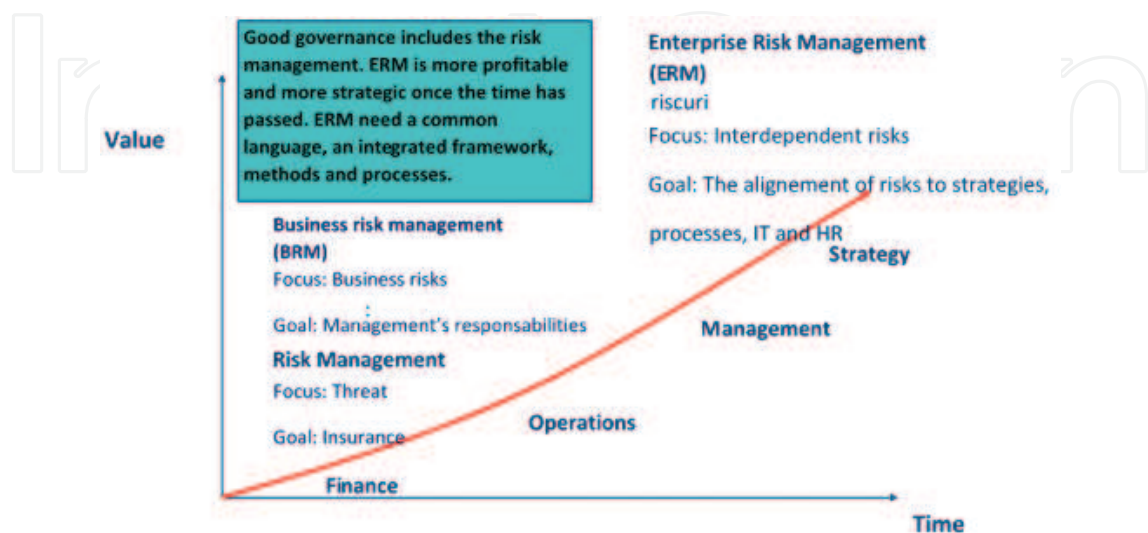 Good governance includes the risk
management. ERM is more profitable
and more strategic once the time has
passed. ERM need a common
language, an integrated framework,
methods and processes.
Enterprise Risk Management
(ERM)
riscuri
Focus: Interdependent risks
Goal: The alignement of risks to strategies,
processes, IT and HR
Value
Business risk management
(BRM)
Focus: Business risks
:
Goal: Management's responsabilities
Risk Management
Focus: Threat
Goal: Insurance
Strategy
Management
Operations
Finance
Time